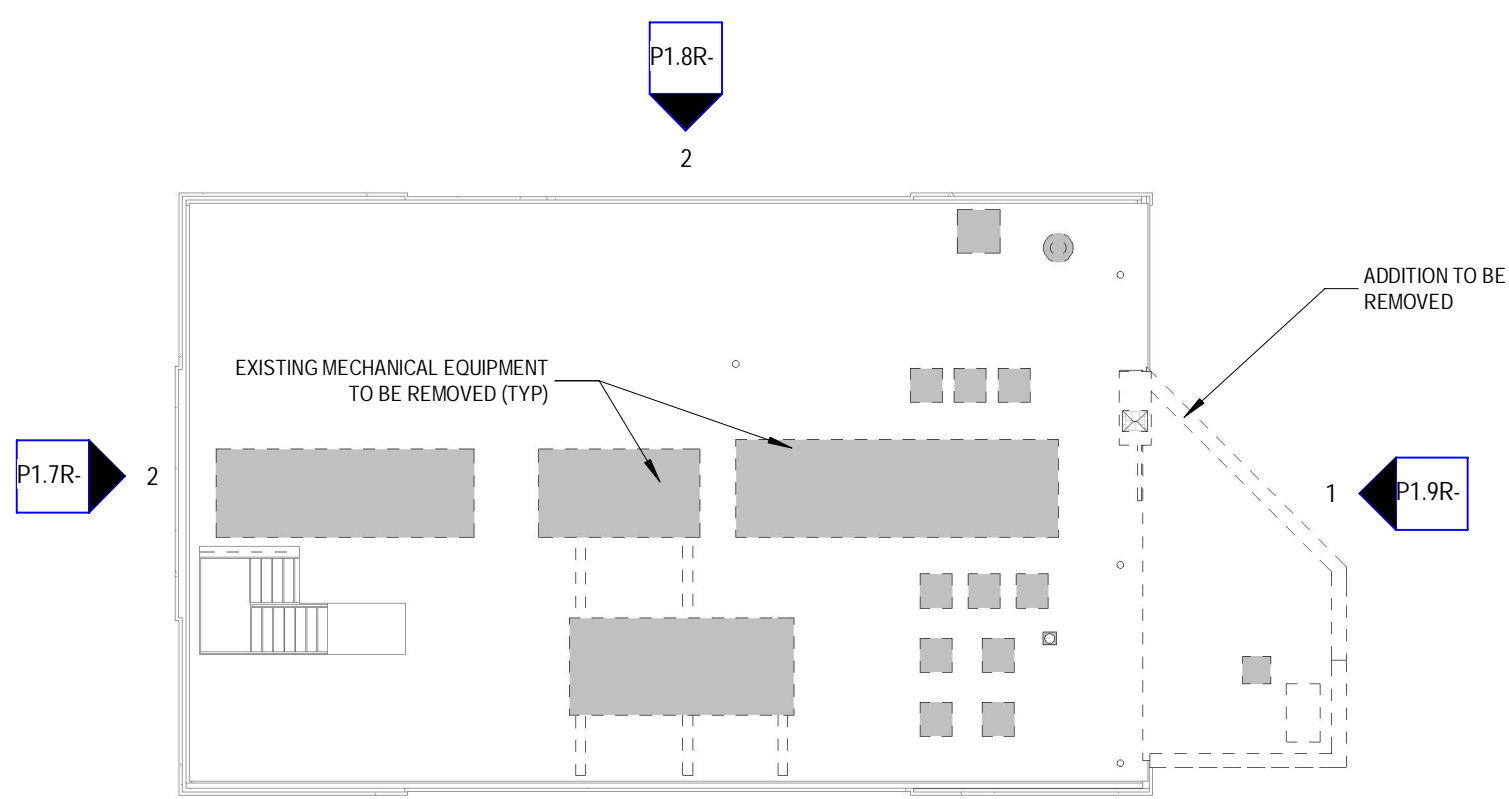 P1.8R-
2
ADDITION TO BE
REMOVED
EXISTING MECHANICAL EQUIPMENT
TO BE REMOVED (TYP)
P1.7R-
2
1
P1.9R-